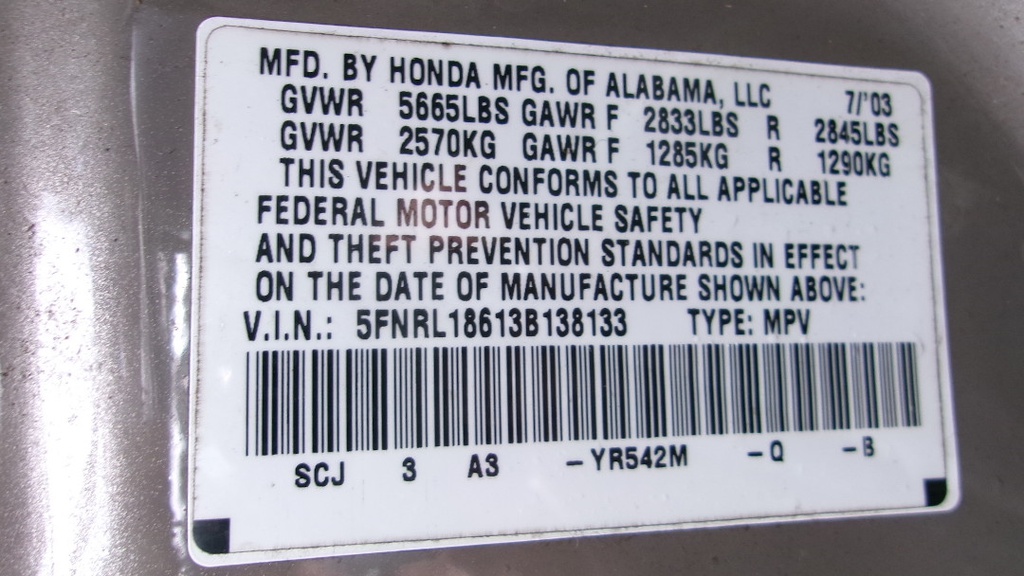 MFD. BY HONDA MFG. OF ALABAMA, LLC 7/'03
GVWR 5665LBS GAWR F 2833LBS R 2845LBS
GVWR 2570KG GAWR F 1285KG R 1290KG
THIS VEHICLE CONFORMS TO ALL APPLICABLE
FEDERAL MOTOR VEHICLE SAFETY
AND THEFT PREVENTION STANDARDS IN EFFECT
ON THE DATE OF MANUFACTURE SHOWN ABOVE:
V.I.N.: 5FNRL18613B138133 TYPE: MPV
SCJ 3 A3 -YR542M -Q -B